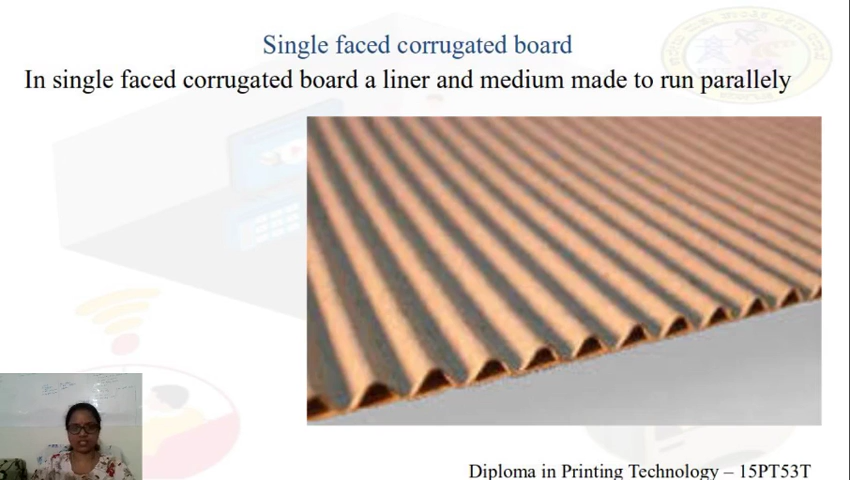 Single faced corrugated board
In single faced corrugated board a liner and medium made to run parallely
Diploma in Printing Technology – 15PT53T